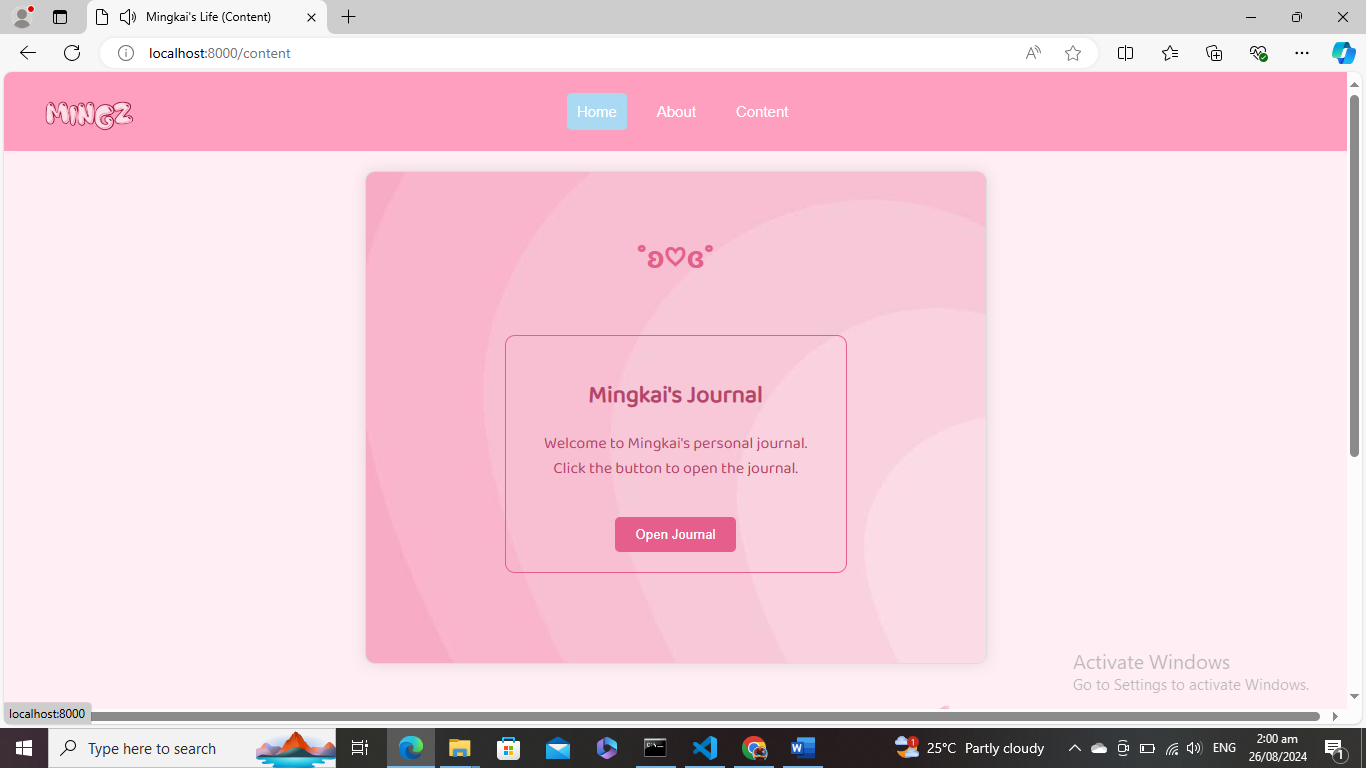 Mingkai's Life (Content)
localhost:8000/content
MINGZ
Home About Content
˚ʚ♡ɞ˚
Mingkai's Journal
Welcome to Mingkai's personal journal.
Click the button to open the journal.
Open Journal
Activate Windows
Go to Settings to activate Windows.
localhost:8000
Type here to search
1
25°C Partly cloudy
ENG
2:00 am
26/08/2024
1